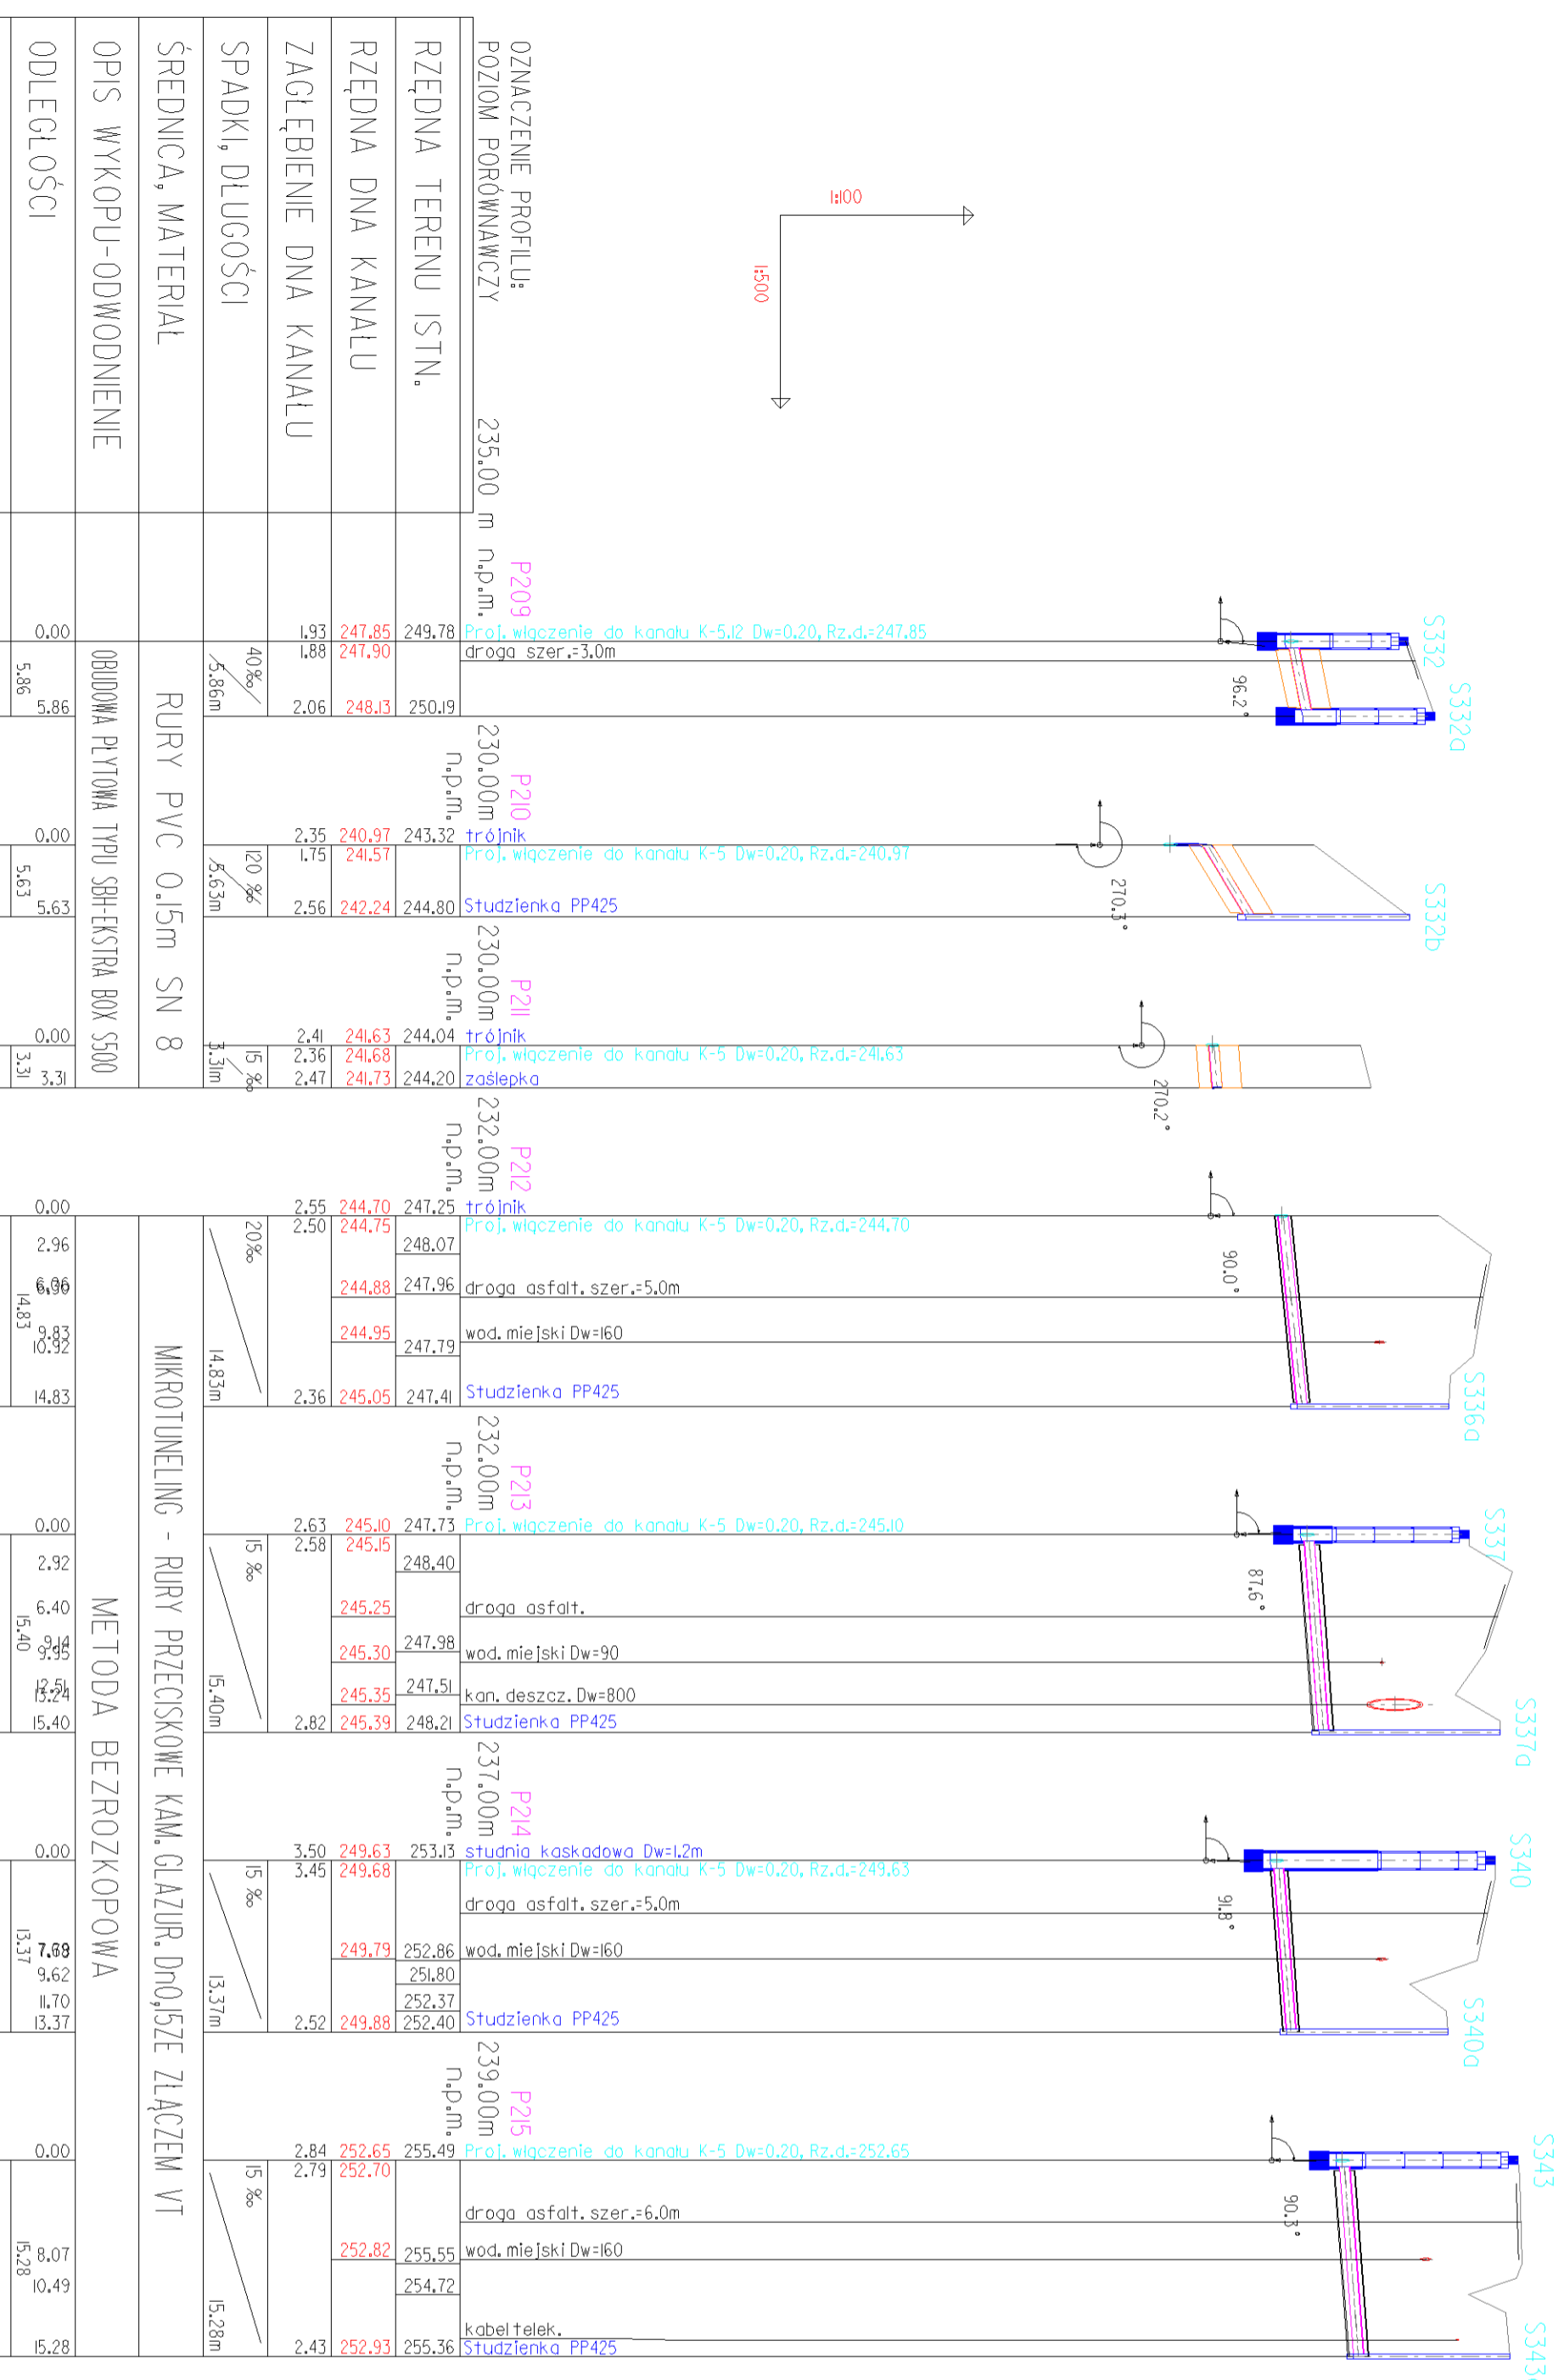 OZNACZENIE PROFILU:
POZIOM PORÓWNAWCZY 235.00 m n.p.m.
RZĘDNA TERENU ISTN.
RZĘDNA DNA KANAŁU
ZAGŁĘBIENIE DNA KANAŁU
SPADKI, DŁUGOŚCI
ŚREDNICA, MATERIAŁ
OPIS WYKOPU-ODWODNIENIE
ODLEGŁOŚCI
1:100
1:500
S332
S332a
96.2°
P209
Proj. włączenie do kanału K-5.12 Dw=0.20, Rz.d.=247.85
droga szer.=3.0m
249.78
250.19
247.85
247.90
248.13
1.93
1.88
2.06
40‰
5.86m
0.00
5.86
5.86
S332b
270.3°
P210
230.00m
n.p.m.
trójnik
Proj. włączenie do kanału K-5 Dw=0.20, Rz.d.=240.97
Studzienka PP425
243.32
244.80
240.97
241.57
242.24
2.35
1.75
2.56
120 ‰
5.63m
0.00
5.63
5.63
270.2°
P211
230.00m
n.p.m.
trójnik
Proj. włączenie do kanału K-5 Dw=0.20, Rz.d.=241.63
zaślepka
244.04
244.20
241.63
241.68
241.73
2.41
2.36
2.47
15 ‰
3.31m
0.00
3.31
3.31
RURY PVC 0.15m SN 8
OBUDOWA PŁYTOWA TYPU SBH-EKSTRA BOX S500
S336a
90.0°
P212
232.00m
n.p.m.
trójnik
Proj. włączenie do kanału K-5 Dw=0.20, Rz.d.=244.70
droga asfalt. szer.=5.0m
wod. miejski Dw=160
Studzienka PP425
247.25
248.07
247.96
247.79
247.41
244.70
244.75
244.88
244.95
245.05
2.55
2.50
2.36
20‰
14.83m
0.00
2.96
9.83
10.92
14.83
14.83
S337
S337a
87.6°
P213
232.00m
n.p.m.
Proj. włączenie do kanału K-5 Dw=0.20, Rz.d.=245.10
droga asfalt.
wod. miejski Dw=90
kan. deszcz. Dw=800
Studzienka PP425
247.73
248.40
247.98
247.51
248.21
245.10
245.15
245.25
245.30
245.35
245.39
2.63
2.58
2.82
15 ‰
15.40m
0.00
2.92
6.40
9.95
15.40
15.40
S340
S340a
91.8°
P214
237.00m
n.p.m.
studnia kaskadowa Dw=1.2m
Proj. włączenie do kanału K-5 Dw=0.20, Rz.d.=249.63
droga asfalt. szer.=5.0m
wod. miejski Dw=160
Studzienka PP425
253.13
252.86
251.80
252.37
252.40
249.63
249.68
249.79
249.88
3.50
3.45
2.52
15 ‰
13.37m
0.00
9.62
11.70
13.37
13.37
S343
90.3°
P215
239.00m
n.p.m.
Proj. włączenie do kanału K-5 Dw=0.20, Rz.d.=252.65
droga asfalt. szer.=6.0m
wod. miejski Dw=160
kabel telek.
Studzienka PP425
255.49
255.55
254.72
255.36
252.65
252.70
252.82
252.93
2.84
2.79
2.43
15 ‰
15.28m
0.00
8.07
10.49
15.28
15.28
MIKROTUNELING - RURY PRZECISKOWE KAM. GLAZUR. Dn0,15ZE ZŁĄCZEM VT
METODA BEZROZKOPOWA